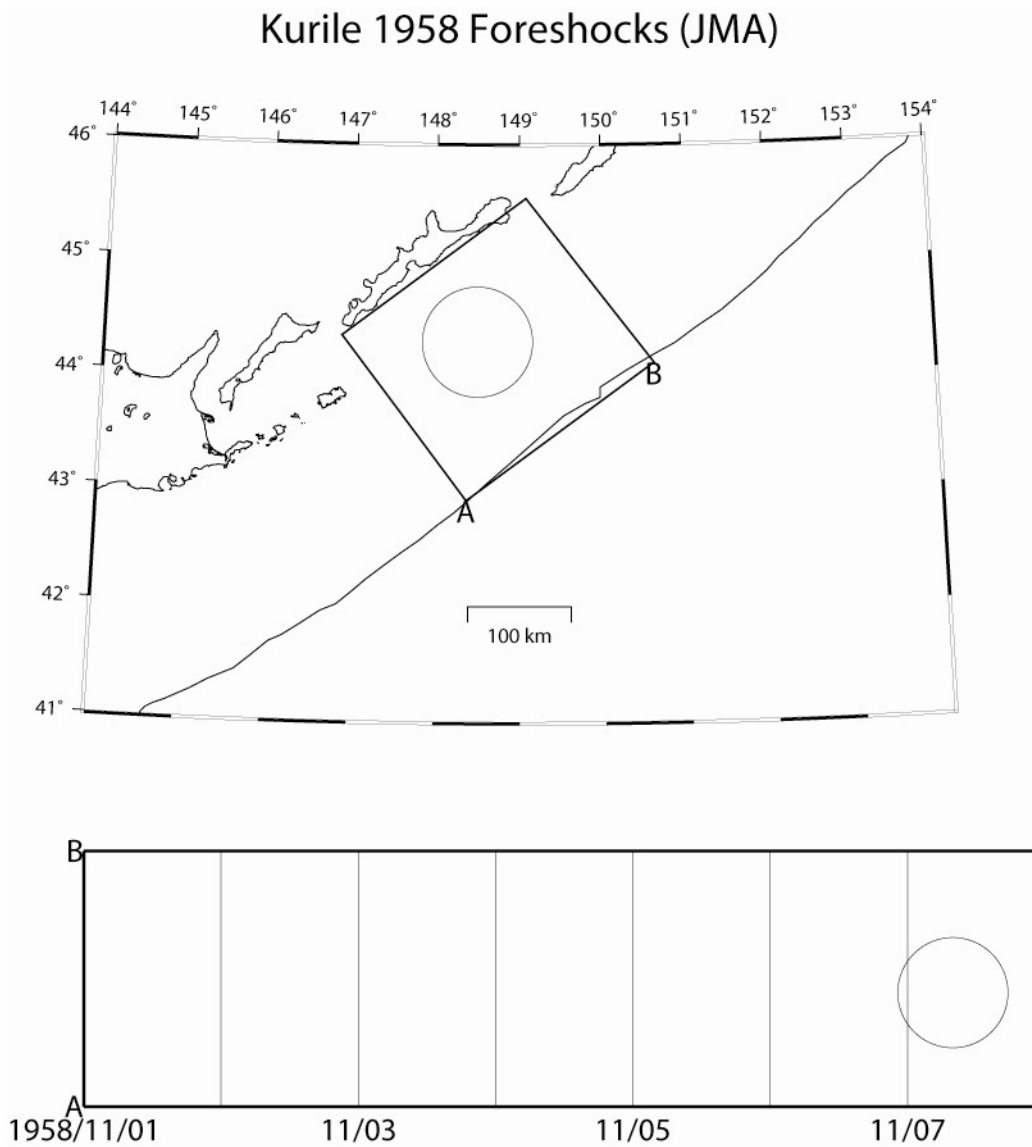 Kurile 1958 Foreshocks (JMA)
144˚ 145˚ 146˚ 147˚ 148˚ 149˚ 150˚ 151˚ 152˚ 153˚ 154˚
46˚
45˚
44˚
B
43˚
A
42˚
100 km
41˚
B
A
1958/11/01 11/03 11/05 11/07